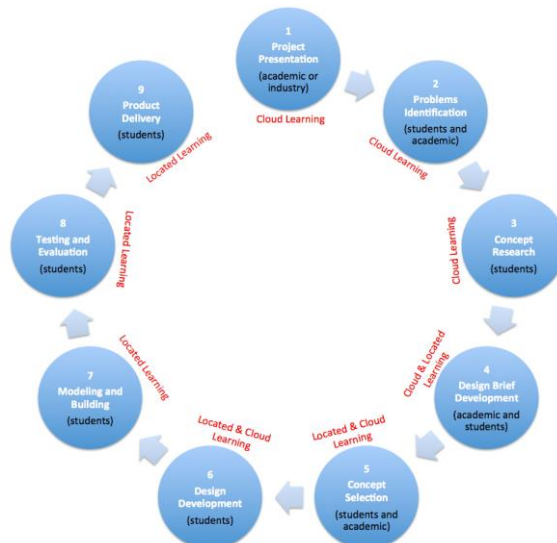 1
Project
Presentation
(academic or
industry)
Cloud Learning
2
Problems
Identification
(students and
academic)
Cloud Learning
3
Concept
Research
(students)
Cloud Learning
4
Design Brief
Development
(academic and
students)
Cloud & Located
Learning
5
Concept
Selection
(students and
academic)
Located & Cloud
Learning
6
Design
Development
(students)
Located & Cloud
Learning
7
Modeling and
Building
(students)
Located Learning
8
Testing and
Evaluation
(students)
Located Learning
9
Product
Delivery
(students)
Located Learning